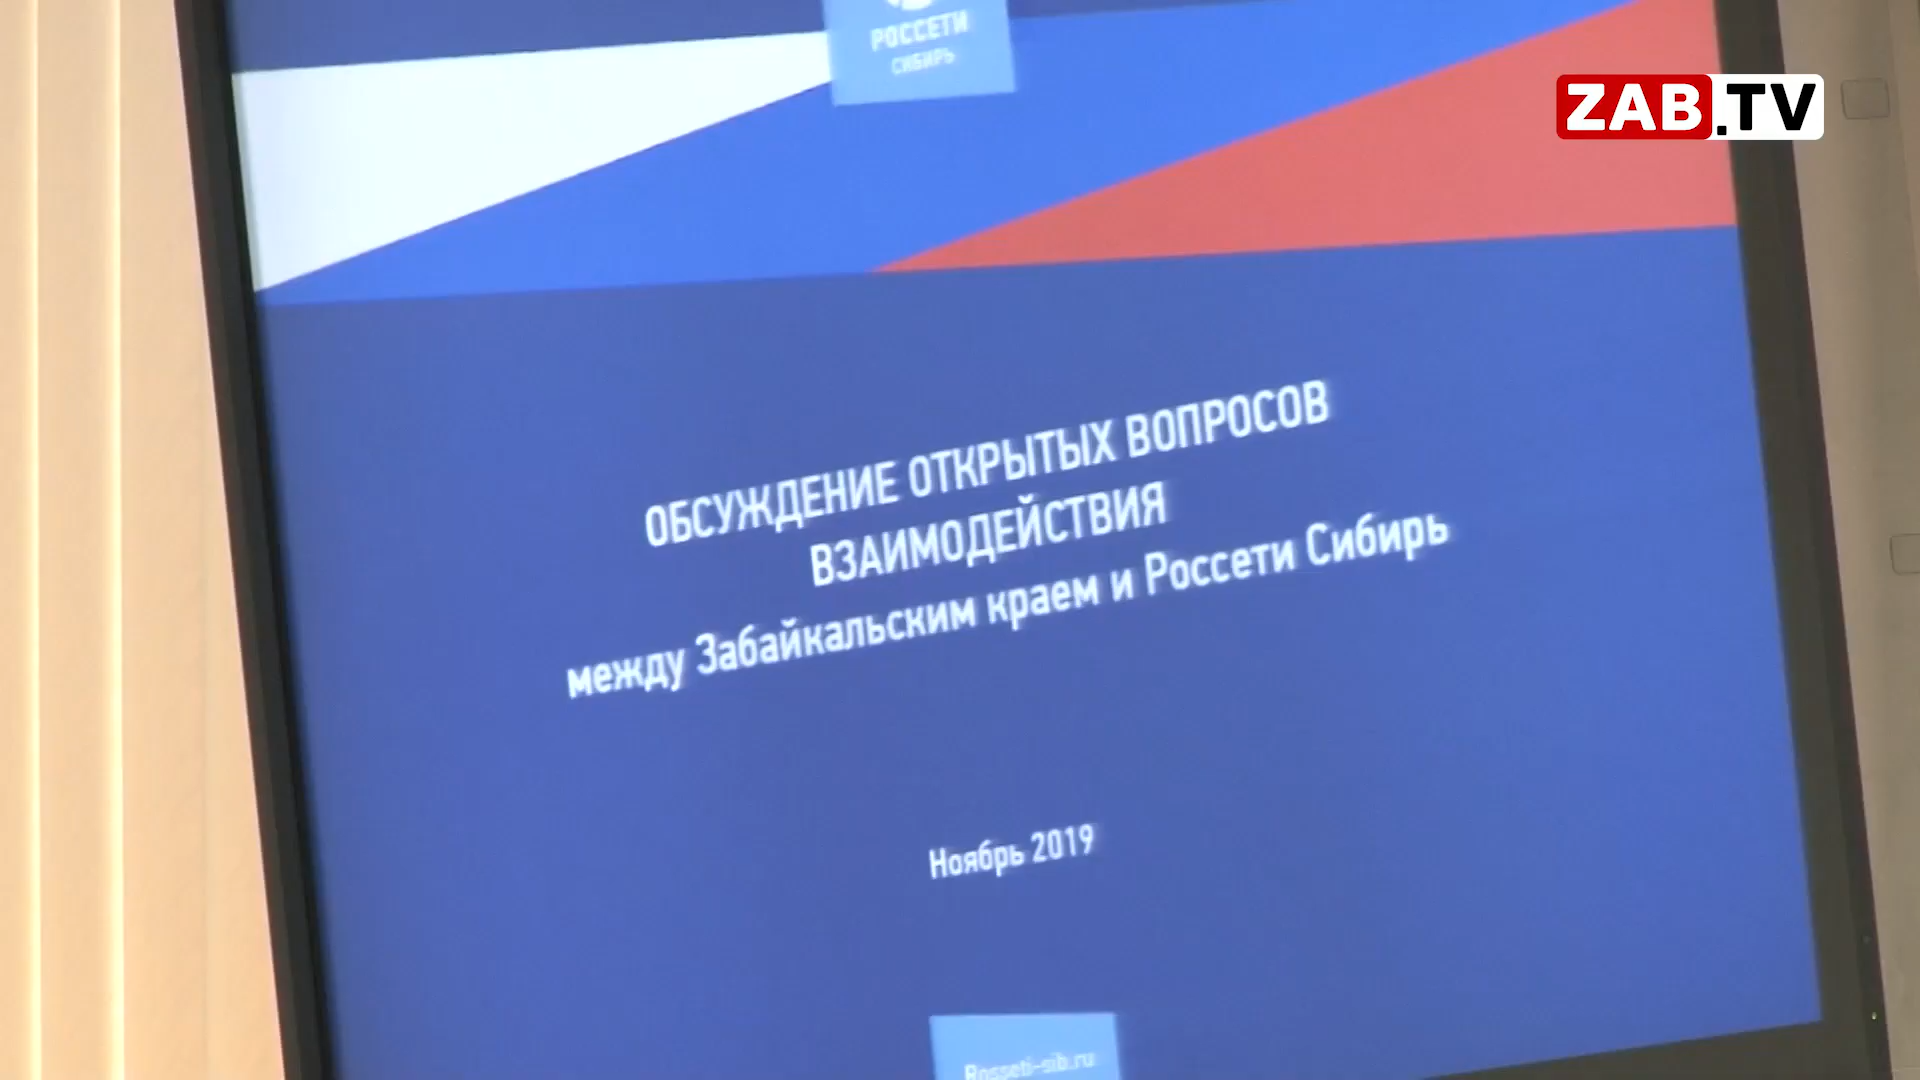 РОССЕТИ
СИБИРЬ
ZAB.TV
ОБСУЖДЕНИЕ ОТКРЫТЫХ ВОПРОСОВ
ВЗАИМОДЕЙСТВИЯ
между Забайкальским краем и Россети Сибирь
Ноябрь 2019
Rosseti-sib.ru